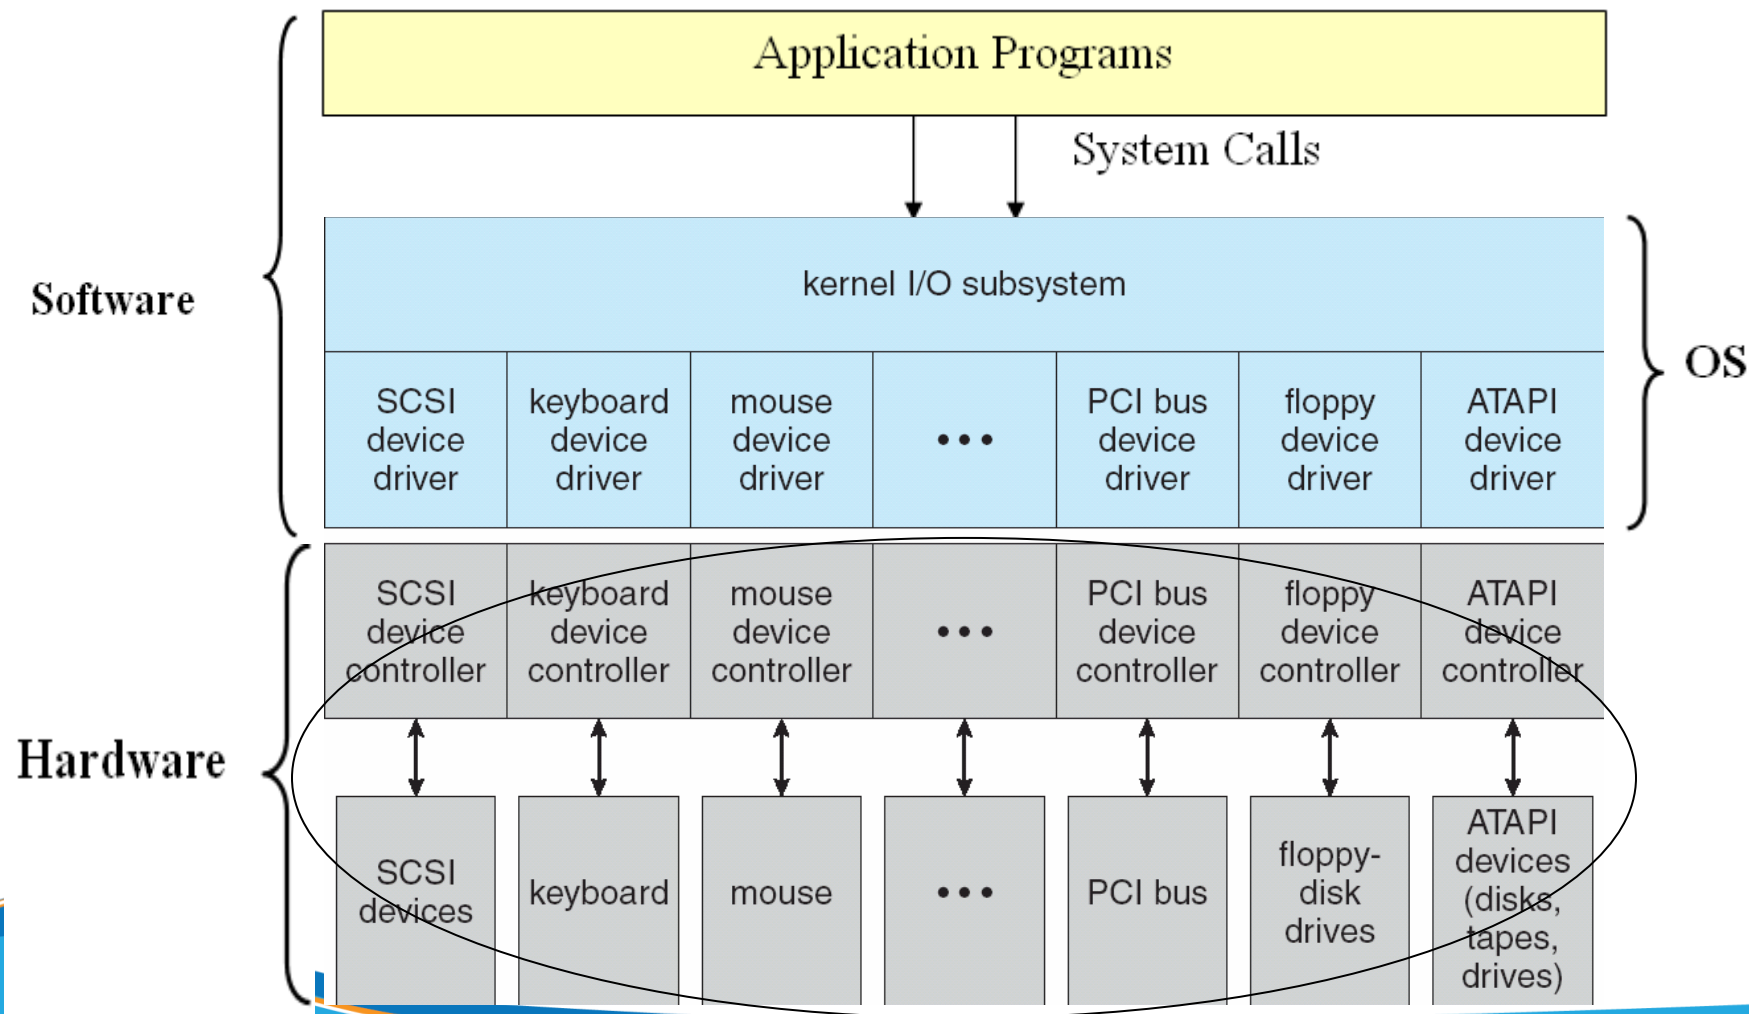 Application Programs
System Calls
Software
kernel I/O subsystem
OS
SCSI
device
driver
keyboard
device
driver
mouse
device
driver
•••
PCI bus
device
driver
floppy
device
driver
ATAPI
device
driver
Hardware
SCSI
device
controller
keyboard
device
controller
mouse
device
controller
•••
PCI bus
device
controller
floppy
device
controller
ATAPI
device
controller
SCSI
devices
keyboard
mouse
•••
PCI bus
floppy-
disk
drives
ATAPI
devices
(disks,
tapes,
drives)